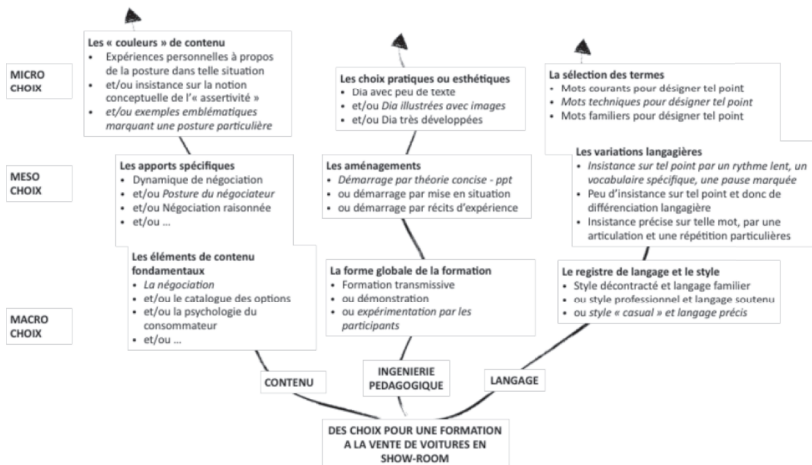 Les « couleurs » de contenu
• Expériences personnelles à propos
de la posture dans telle situation
• et/ou insistance sur la notion
conceptuelle de l'« assertivité »
• et/ou exemples emblématiques
marquant une posture particulière
MICRO
CHOIX
Les choix pratiques ou esthétiques
• Dia avec peu de texte
• et/ou Dia illustrées avec images
• et/ou Dia très développées
La sélection des termes
• Mots courants pour désigner tel point
• Mots techniques pour désigner tel point
• Mots familiers pour désigner tel point
MESO
CHOIX
Les apports spécifiques
• Dynamique de négociation
• et/ou Posture du négociateur
• et/ou Négociation raisonnée
• et/ou ...
Les aménagements
• Démarrage par théorie concise - ppt
• ou démarrage par mise en situation
• ou démarrage par récits d'expérience
Les variations langagières
• Insistance sur tel point par un rythme lent, un
vocabulaire spécifique, une pause marquée
• Peu d'insistance sur tel point et donc de
différenciation langagière
• Insistance précise sur telle mot, par une
articulation et une répétition particulières
MACRO
CHOIX
Les éléments de contenu
fondamentaux
• La négociation
• et/ou le catalogue des options
• et/ou la psychologie du
consommateur
• et/ou ...
La forme globale de la formation
• Formation transmissive
• ou démonstration
• ou expérimentation par les
participants
Le registre de langage et le style
• Style décontracté et langage familier
• ou style professionnel et langage soutenu
• ou style « casual » et langage précis
CONTENU
INGENIERIE
PEDAGOGIQUE
LANGAGE
DES CHOIX POUR UNE FORMATION
A LA VENTE DE VOITURES EN
SHOW-ROOM